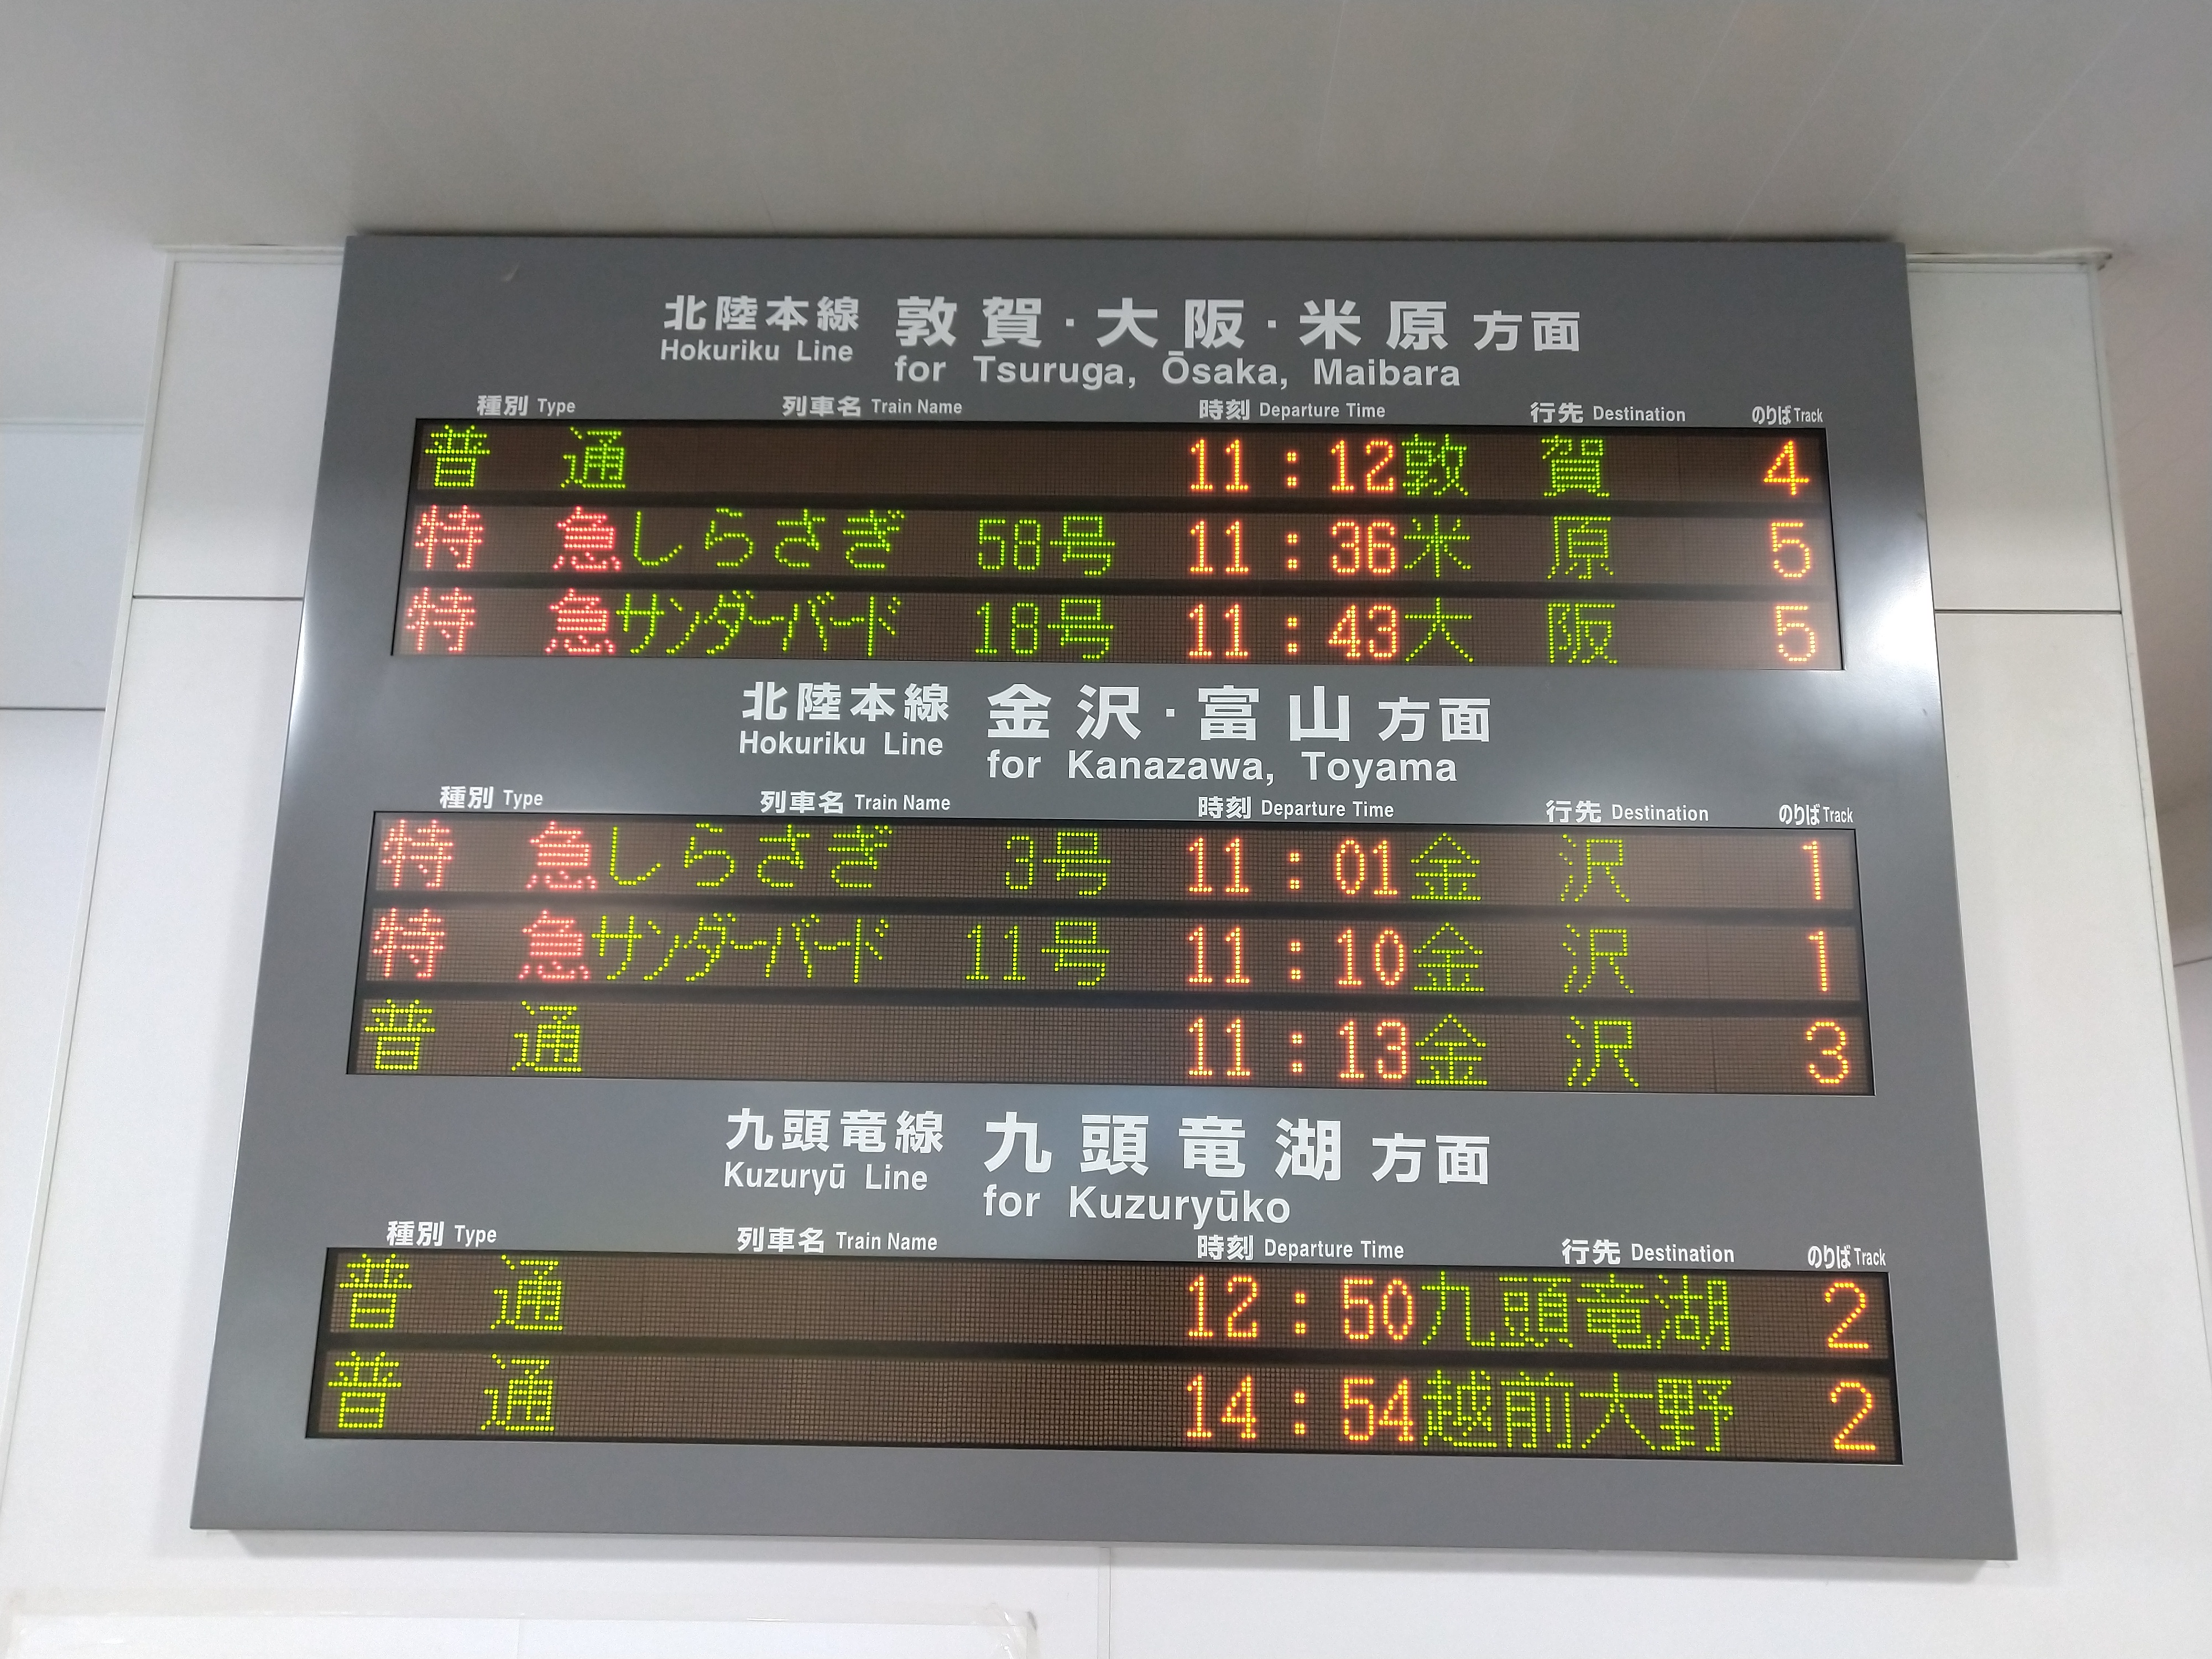 北陸本線 敦賀・大阪・米原方面
Hokuriku Line for Tsuruga, Ōsaka, Maibara
種別 Type 列車名 Train Name 時刻 Departure Time 行先 Destination のりば Track
普通 11:12 敦賀 4
特急 しらさぎ 58号 11:36 米原 5
特急 サンダーバード 18号 11:43 大阪 5
北陸本線 金沢・富山方面
Hokuriku Line for Kanazawa, Toyama
種別 Type 列車名 Train Name 時刻 Departure Time 行先 Destination のりば Track
特急 しらさぎ 3号 11:01 金沢 1
特急 サンダーバード 11号 11:10 金沢 1
普通 11:13 金沢 3
九頭竜線 九頭竜湖方面
Kuzuryū Line for Kuzuryūko
種別 Type 列車名 Train Name 時刻 Departure Time 行先 Destination のりば Track
普通 12:50 九頭竜湖 2
普通 14:54 越前大野 2